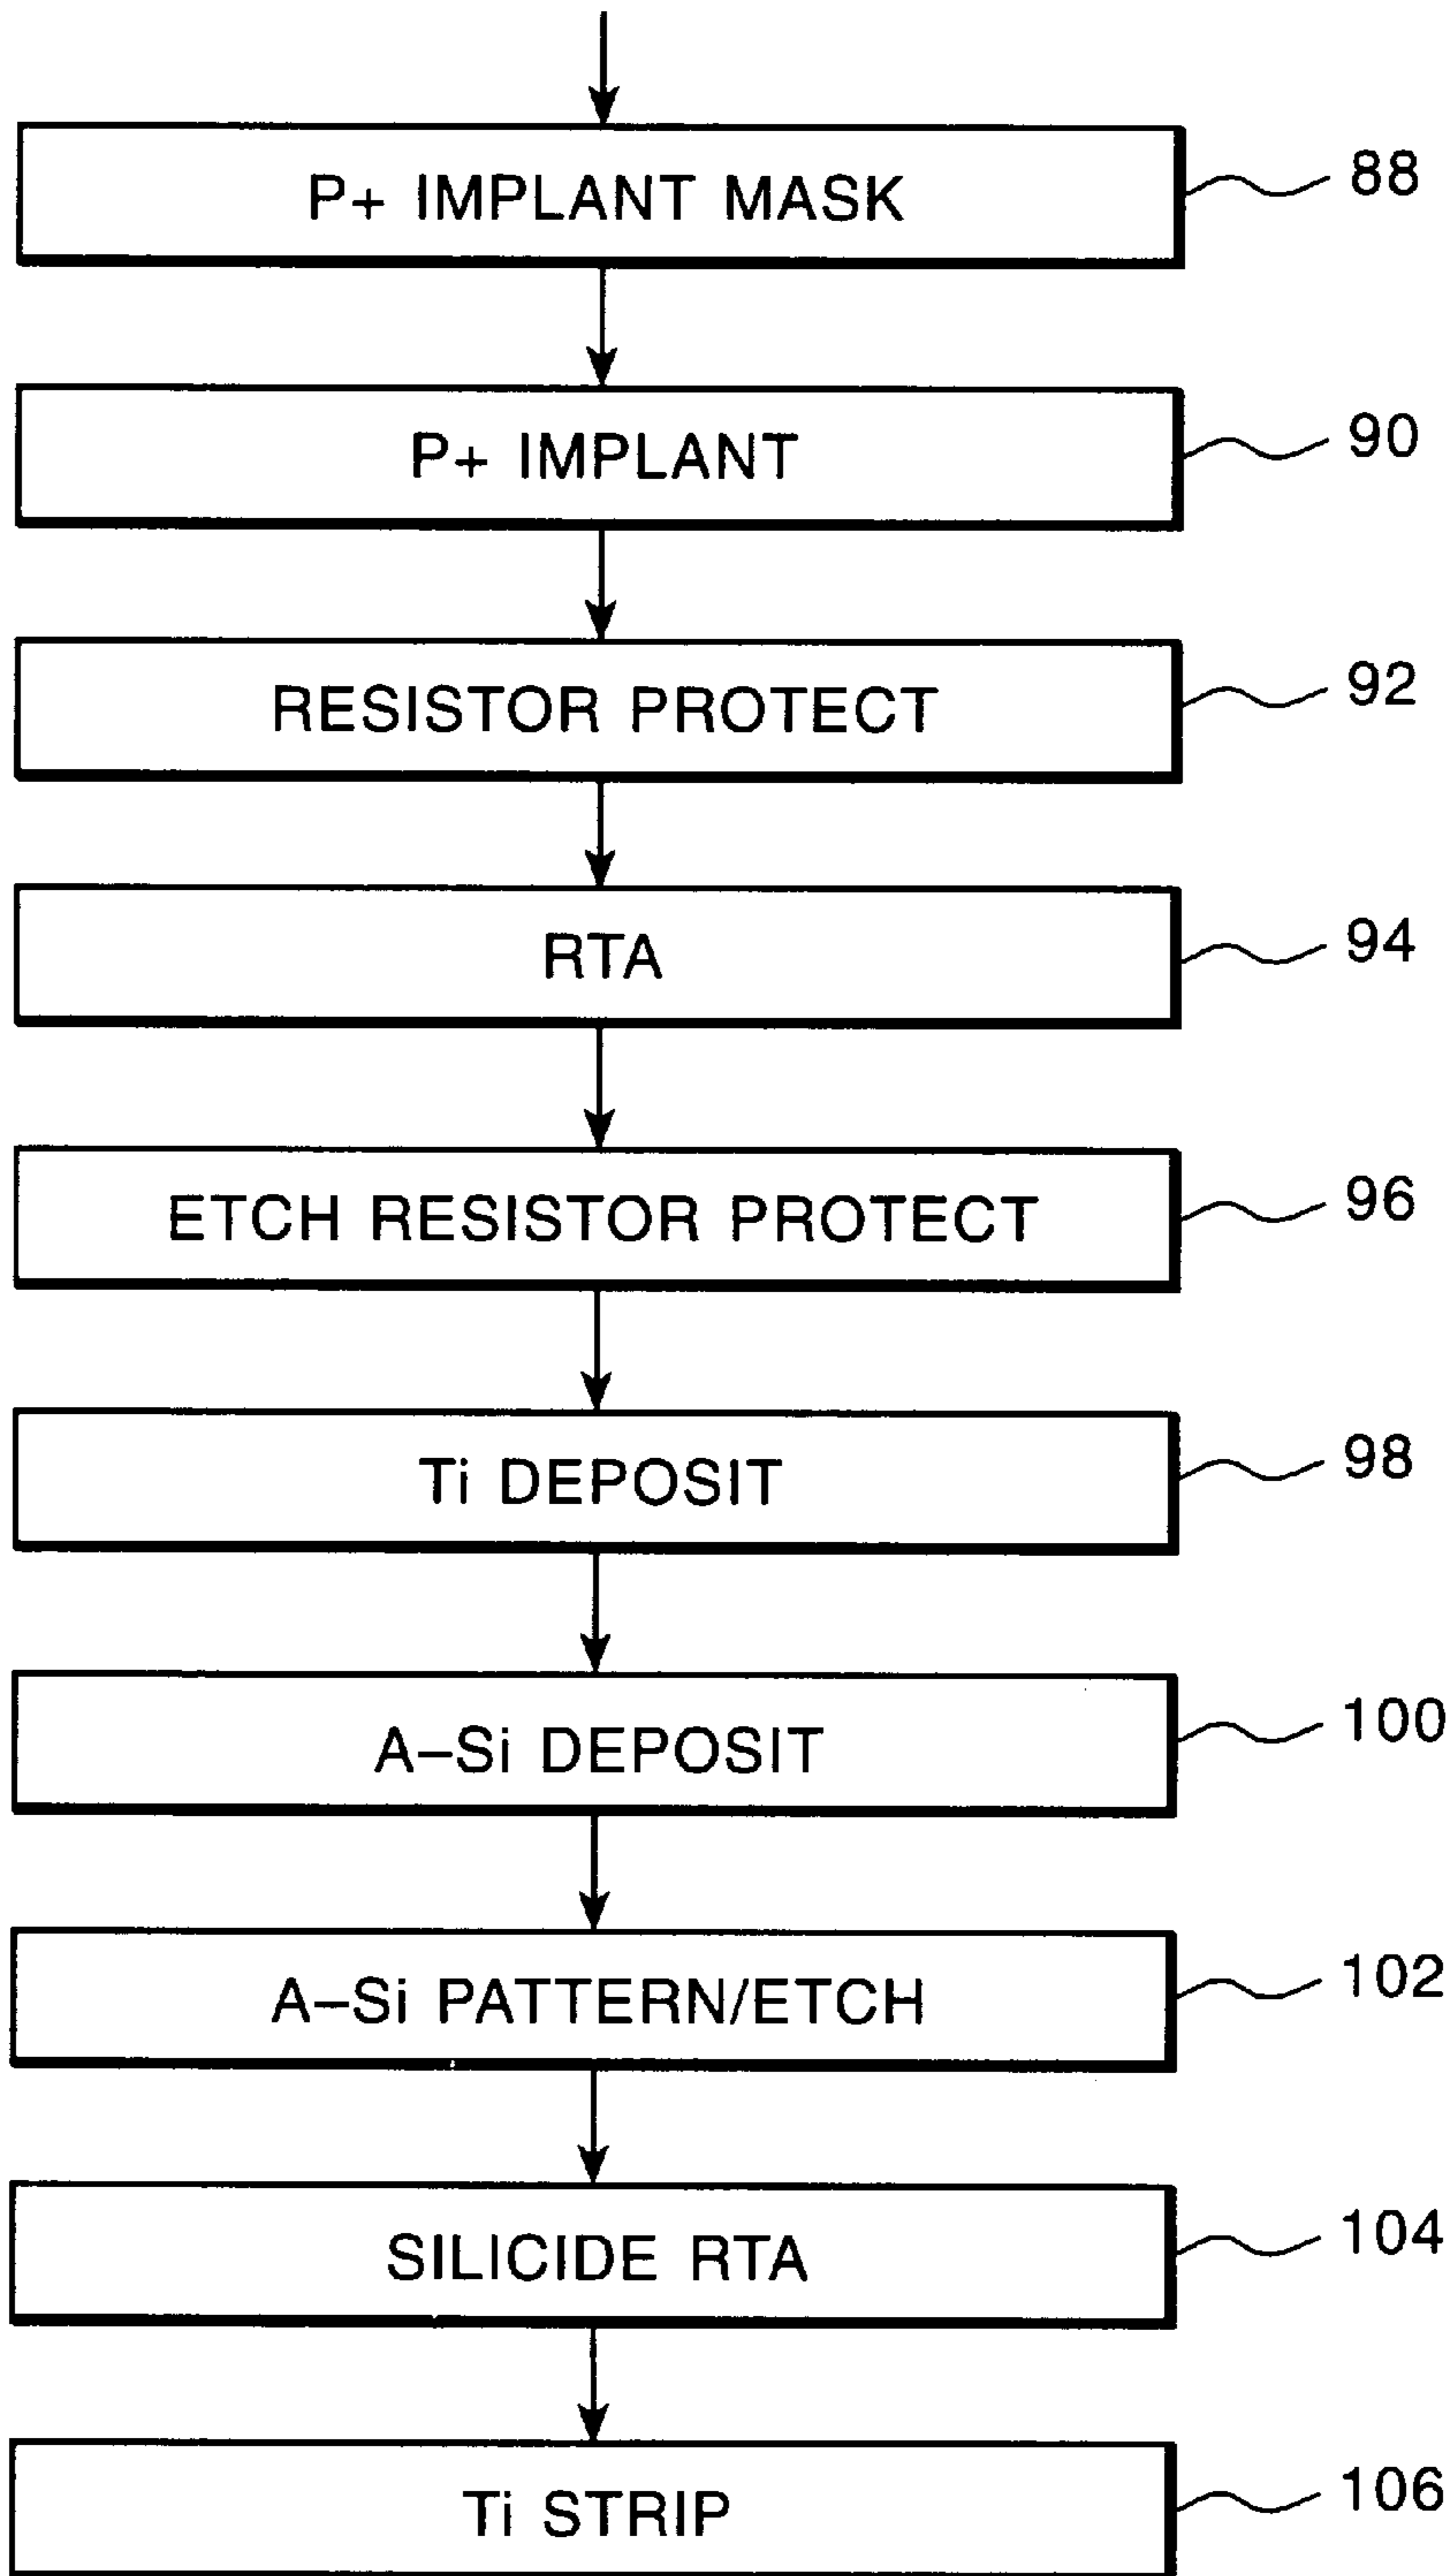 P+ IMPLANT MASK 88
P+ IMPLANT 90
RESISTOR PROTECT 92
RTA 94
ETCH RESISTOR PROTECT 96
Ti DEPOSIT 98
A–Si DEPOSIT 100
A–Si PATTERN/ETCH 102
SILICIDE RTA 104
Ti STRIP 106